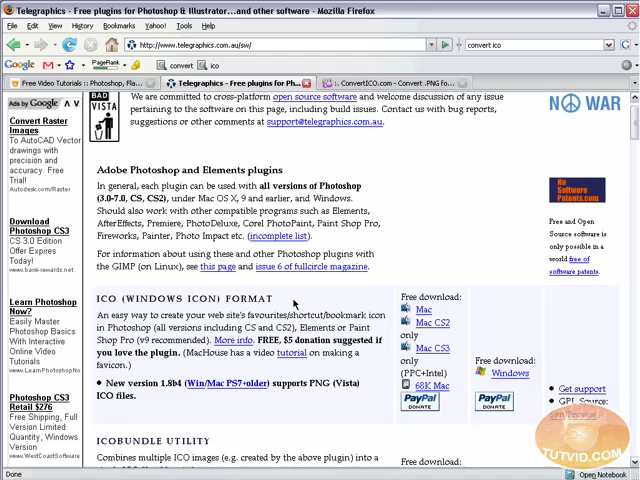 Telegraphics - Free plugins for Photoshop & Illustrator...and other software - Mozilla Firefox
File Edit View History Bookmarks Yahoo! Tools Help
http://www.telegraphics.com.au/sw/
convert ico
Google
PageRank
convert
ico
Free Video Tutorials :: Photoshop, Fla...
Telegraphics - Free plugins for Ph...
:. ConvertICO.com - Convert .PNG fo...
Ads by Google
Convert Raster
Images
To AutoCAD Vector
drawings with
precision and
accuracy. Free
Trial!
Autodesk.com/Raster
Download
Photoshop CS3
CS 3.0 Edition
Offer Expires
Today!
www.bank-rewards.net
Learn Photoshop
Now?
Easily Master
Photoshop Basics
With Interactive
Online Video
Tutorials
www.LearnPhotoshopNo
Photoshop CS3
Retail $276
Free Shipping, Full
Version Limited
Quantity, Windows
Version
www.WestCoastSoftware
BAD
VISTA
We are committed to cross-platform open source software and welcome discussion of any issue
pertaining to the software on this page, including build issues. Contact us with bug reports,
suggestions or other comments at support@telegraphics.com.au.
NO WAR
Adobe Photoshop and Elements plugins
In general, each plugin can be used with all versions of Photoshop
(3.0-7.0, CS, CS2), under Mac OS X, 9 and earlier, and Windows.
Should also work with other compatible programs such as Elements,
AfterEffects, Premiere, PhotoDeluxe, Corel PhotoPaint, Paint Shop Pro,
Fireworks, Painter, Photo Impact etc. (incomplete list).
For information about using these and other Photoshop plugins with
the GIMP (on Linux), see this page and issue 6 of fullcircle magazine.
No
Software
Patents.com
Free and Open
Source software is
only possible in a
world free of
software patents.
ICO (WINDOWS ICON) FORMAT
An easy way to create your web site's favourites/shortcut/bookmark icon
in Photoshop (all versions including CS and CS2), Elements or Paint
Shop Pro (v9 recommended). More info. FREE, $5 donation suggested if
you love the plugin. (MacHouse has a video tutorial on making a
favicon.)
• New version 1.8b4 (Win/Mac PS7+older) supports PNG (Vista)
ICO files.
Free download:
Mac
Mac CS2
only
Mac CS3
(PPC+Intel)
68K Mac
PayPal
DONATE
Free download:
Windows
PayPal
DONATE
• Get support
• GPL Source:
TUTVID.COM
ICOBUNDLE UTILITY
Combines multiple ICO images (e.g. created by the above plugin) into a
Free download:
Done
Open Notebook